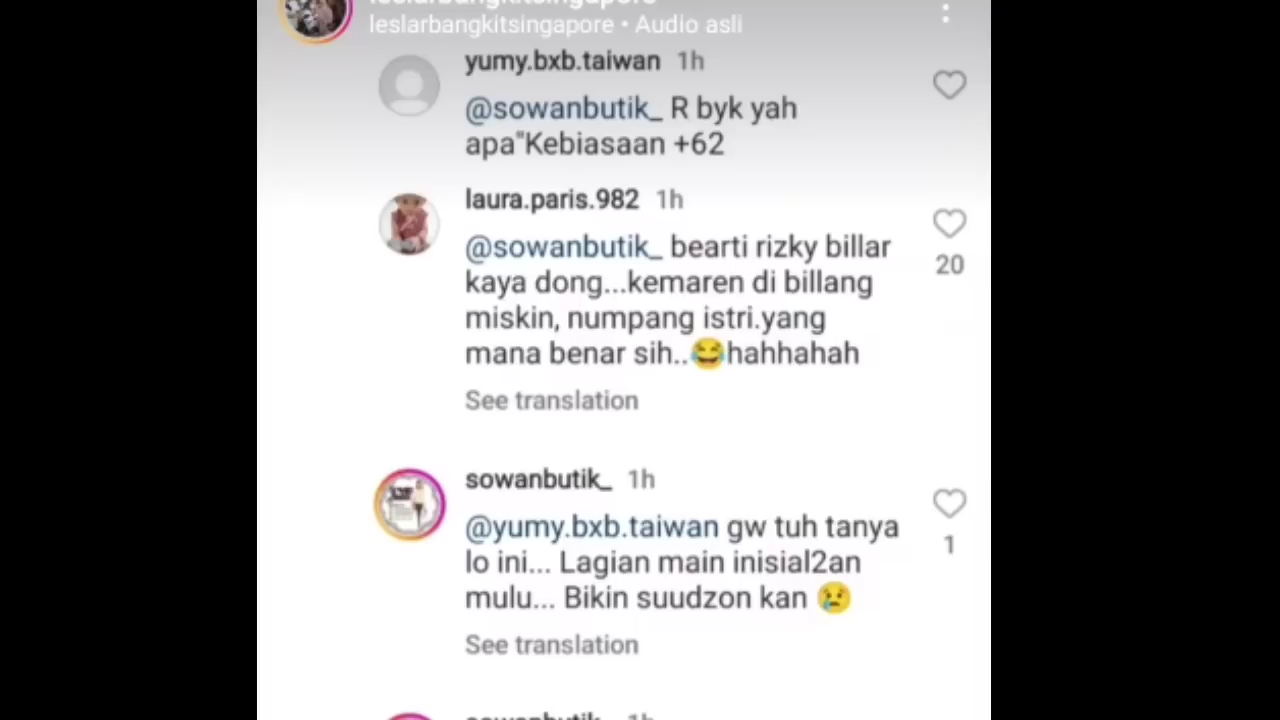 leslarbangkitsingapore
leslarbangkitsingapore • Audio asli
yumy.bxb.taiwan 1h
@sowanbutik_ R byk yah
apa"Kebiasaan +62
laura.paris.982 1h
@sowanbutik_ bearti rizky billar
kaya dong...kemaren di billang
miskin, numpang istri.yang
mana benar sih..😂hahhahah
20
See translation
sowanbutik_ 1h
@yumy.bxb.taiwan gw tuh tanya
lo ini... Lagian main inisial2an
mulu... Bikin suudzon kan 😢
1
See translation
sowanbutik_ 1h